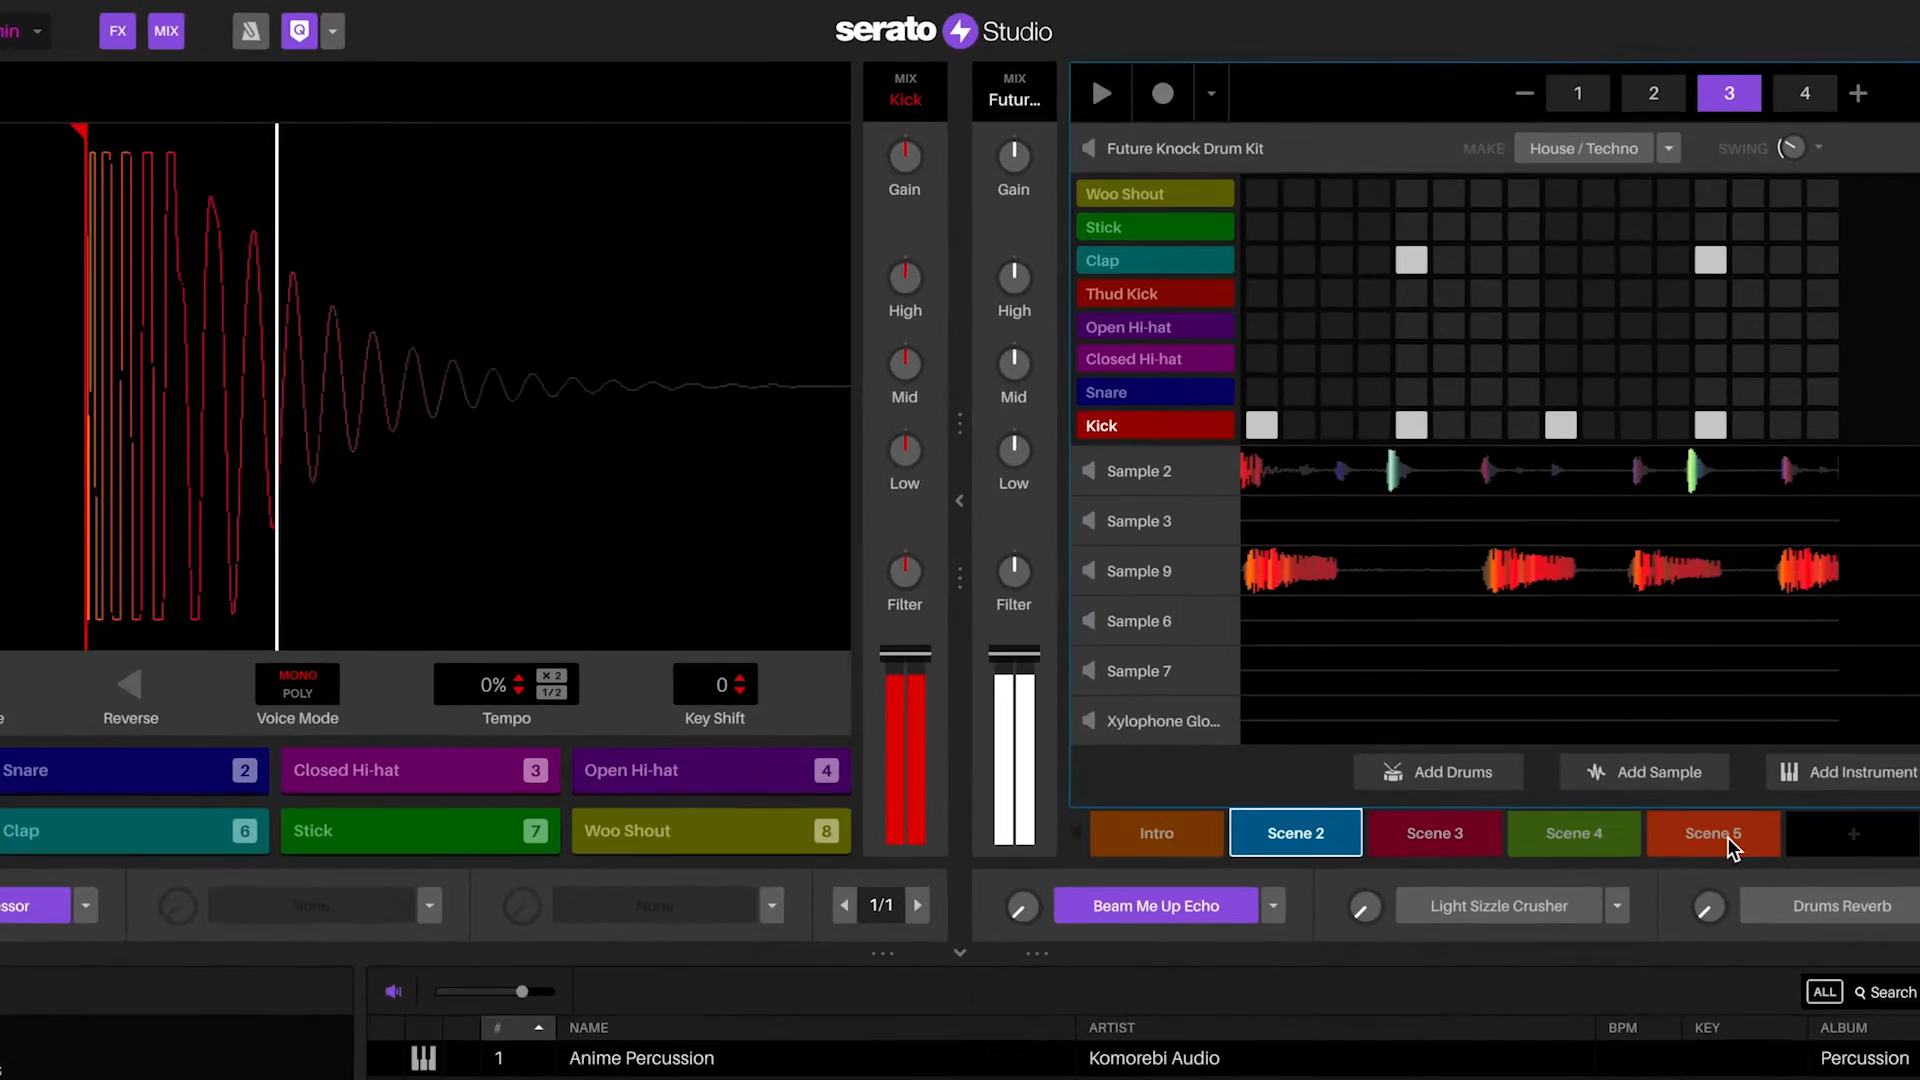 min
FX
MIX
Q
serato Studio
MIX
Kick
Gain
High
Mid
Low
Filter
MIX
Futur...
Gain
High
Mid
Low
Filter
1 2 3 4
Future Knock Drum Kit
MAKE House / Techno
SWING
Woo Shout
Stick
Clap
Thud Kick
Open Hi-hat
Closed Hi-hat
Snare
Kick
Sample 2
Sample 3
Sample 9
Sample 6
Sample 7
Xylophone Glo...
Add Drums Add Sample Add Instrument
Intro Scene 2 Scene 3 Scene 4 Scene 5
e
Reverse
MONO
POLY
Voice Mode
0% x 2
1/2
Tempo
0
Key Shift
Snare 2 Closed Hi-hat 3 Open Hi-hat 4
Clap 6 Stick 7 Woo Shout 8
ssor None None 1/1
Beam Me Up Echo Light Sizzle Crusher Drums Reverb
ALL Search
# NAME ARTIST BPM KEY ALBUM
1 Anime Percussion Komorebi Audio Percussion